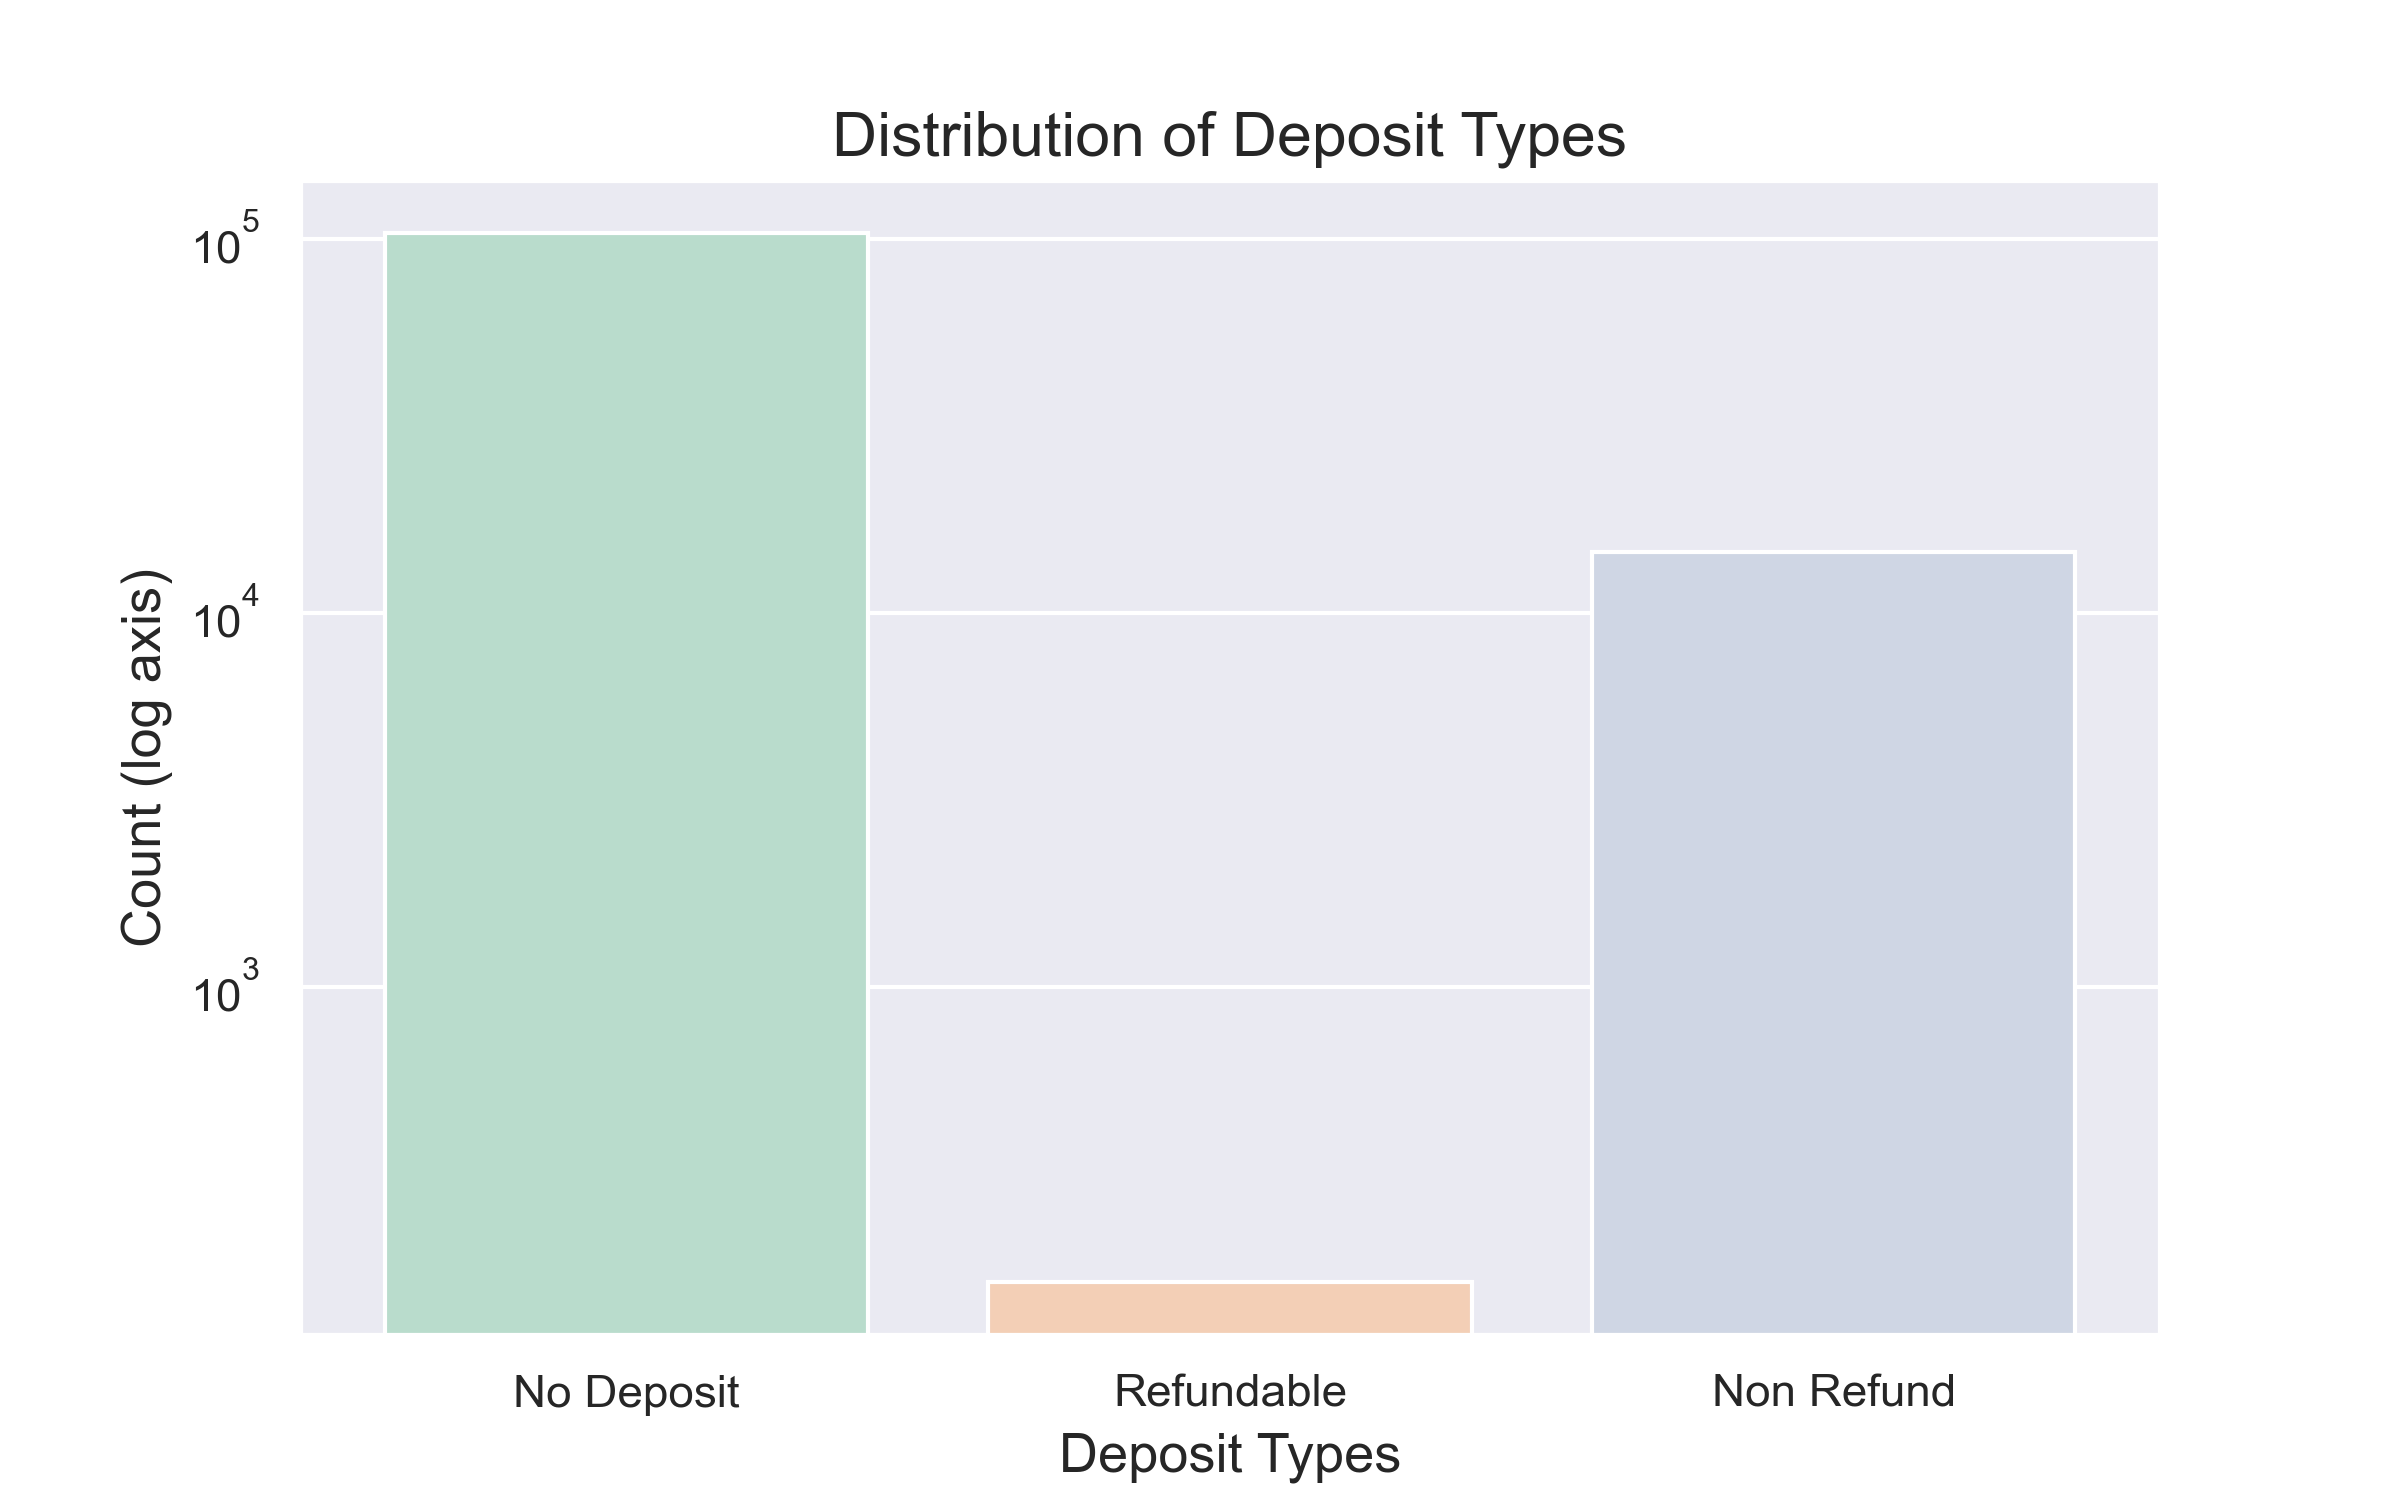 Distribution of Deposit Types
10^5
10^4
10^3
Count (log axis)
No Deposit
Refundable
Non Refund
Deposit Types